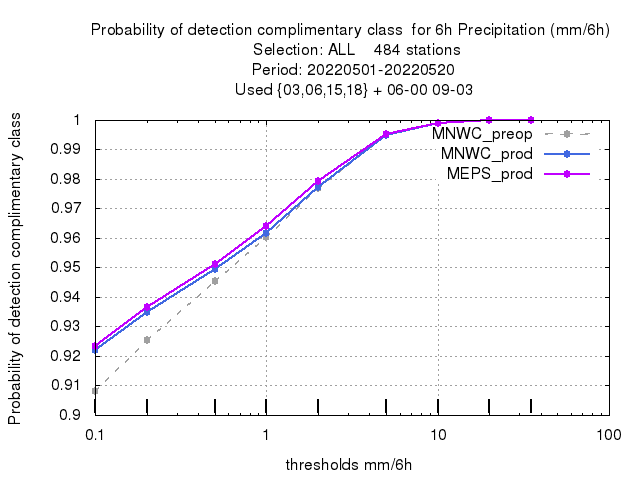 Probability of detection complimentary class  for 6h Precipitation (mm/6h)
Selection: ALL    484 stations
Period: 20220501-20220520
Used {03,06,15,18} + 06-00 09-03
Probability of detection complimentary class
1
0.99
0.98
0.97
0.96
0.95
0.94
0.93
0.92
0.91
0.9
MNWC_preop
MNWC_prod
MEPS_prod
0.1
1
10
100
thresholds mm/6h